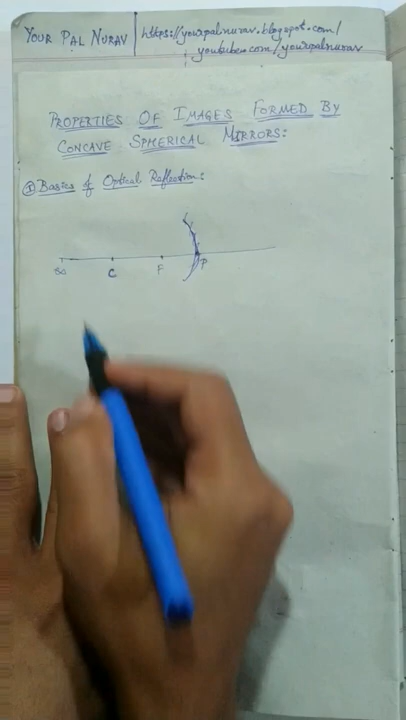 YOUR PAL NURAV
https://yourpalnurav.blogspot.com/
youtube.com/yourpalnurav
PROPERTIES OF IMAGES FORMED BY
CONCAVE SPHERICAL MIRRORS:
① Basics of Optical Reflection:
∞ C F P